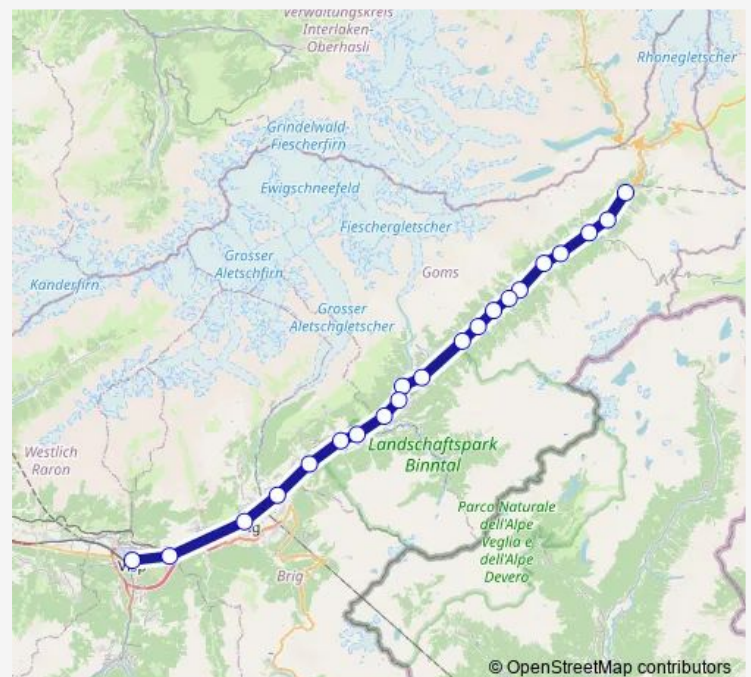 Verwaltungskreis
Interlaken-
Oberhasli
Rhonegletscher
Grindelwald-
Fiescherfirn
Ewigschneefeld
Fieschergletscher
Grosser
Aletschfirn
Goms
Kanderfirn
Grosser
Aletschgletscher
Westlich
Raron
Landschaftspark
Binntal
Parco Naturale
dell'Alpe
Veglia e
dell'Alpe
Devero
Brig
© OpenStreetMap contributors